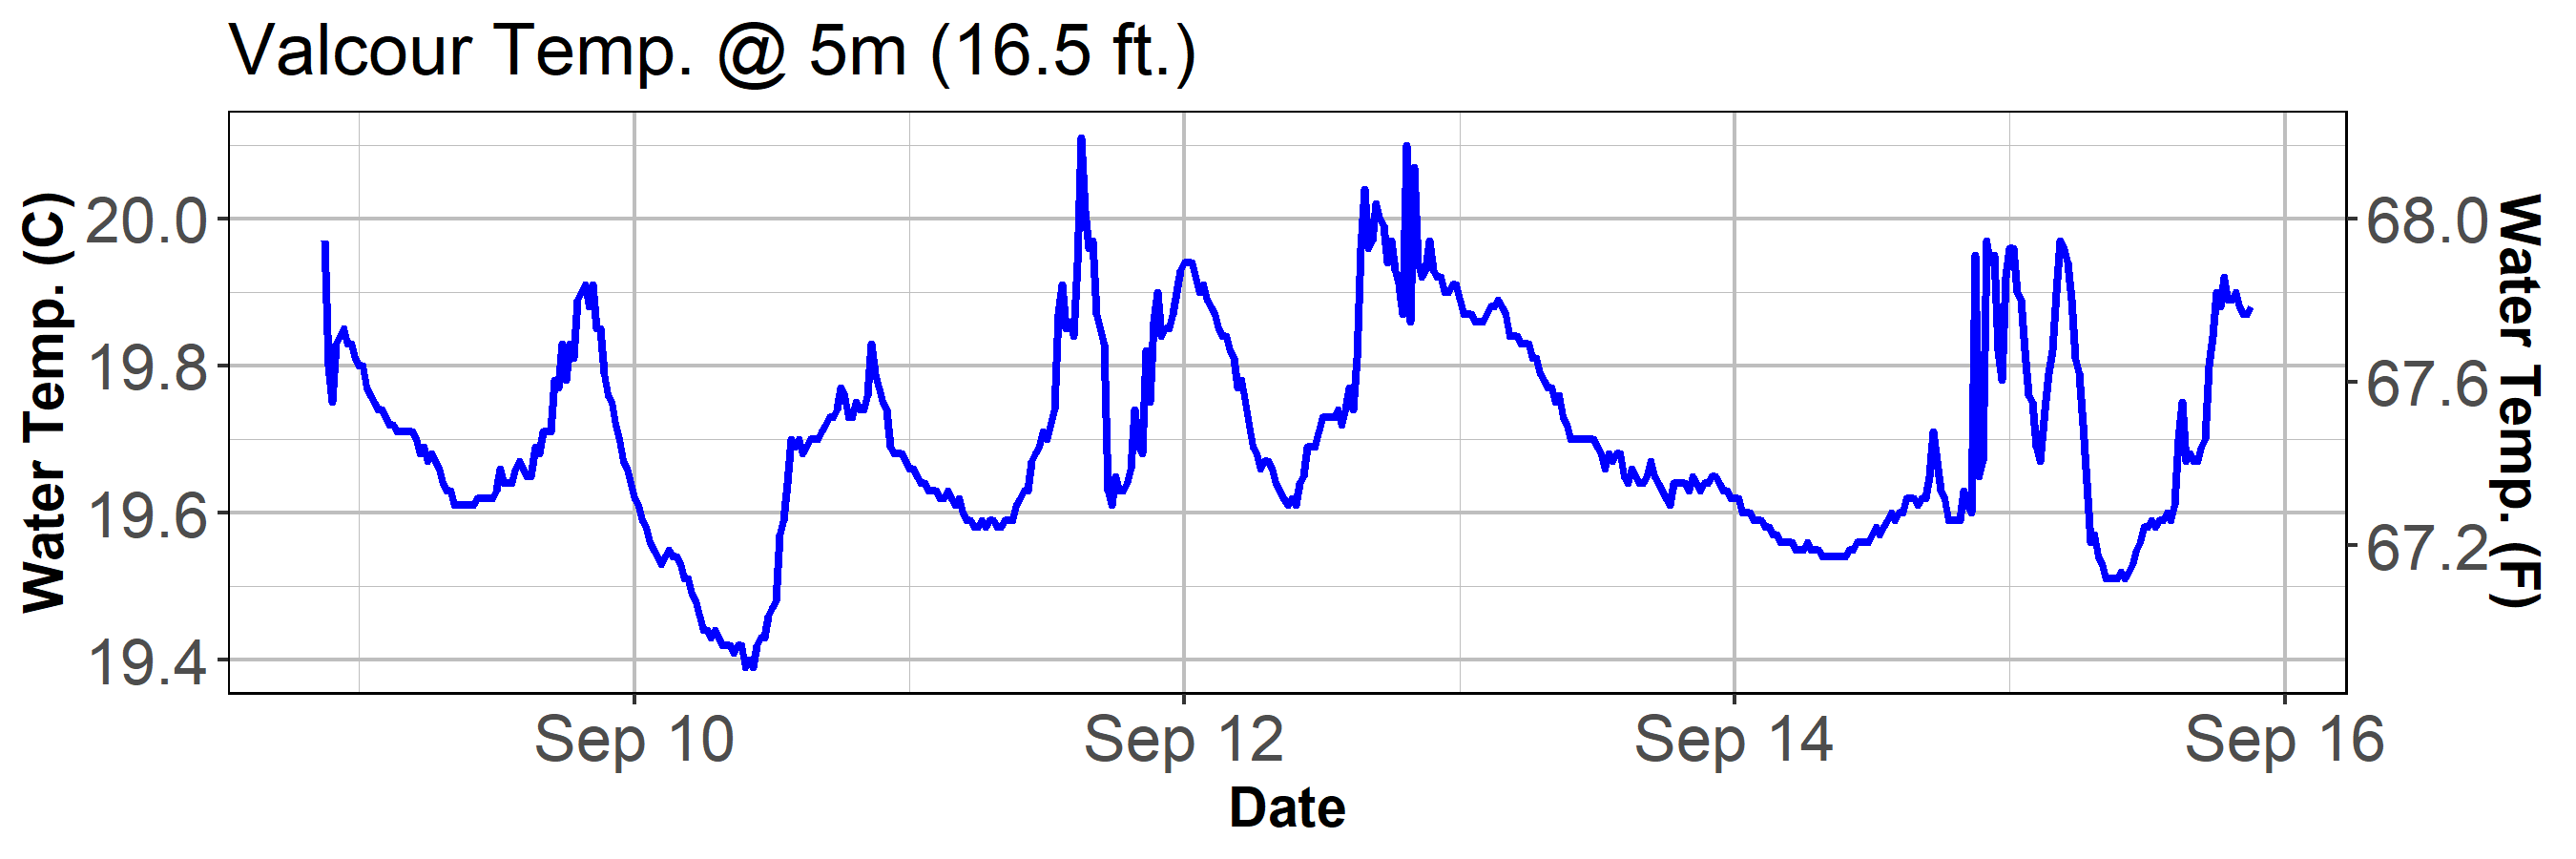 Valcour Temp. @ 5m (16.5 ft.)
Water Temp. (C)
20.0
19.8
19.6
19.4
68.0
67.6
67.2
Water Temp. (F)
Sep 10
Sep 12
Sep 14
Sep 16
Date